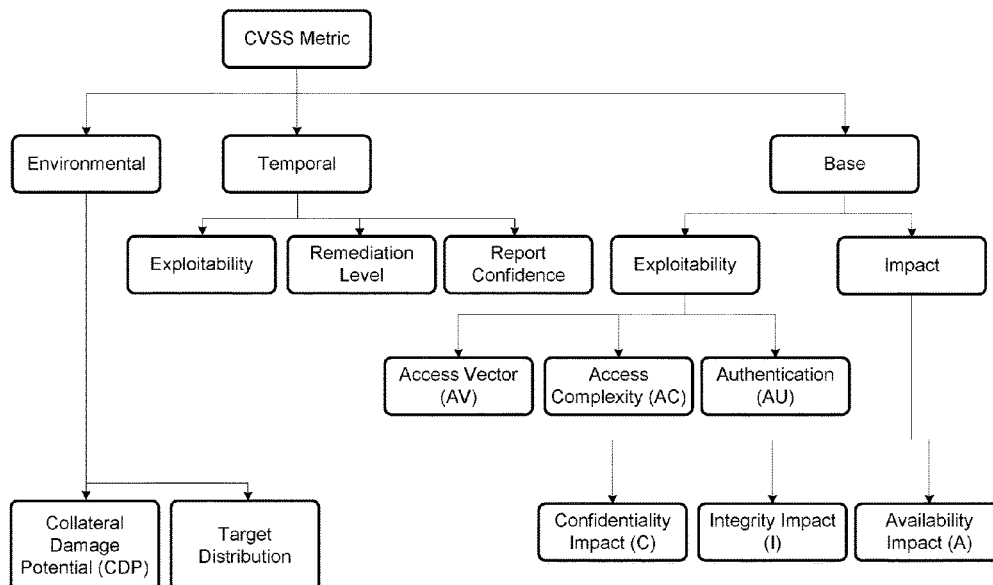 CVSS Metric
Environmental
Temporal
Base
Exploitability
Remediation
Level
Report
Confidence
Exploitability
Impact
Access Vector
(AV)
Access
Complexity (AC)
Authentication
(AU)
Collateral
Damage
Potential (CDP)
Target
Distribution
Confidentiality
Impact (C)
Integrity Impact
(I)
Availability
Impact (A)